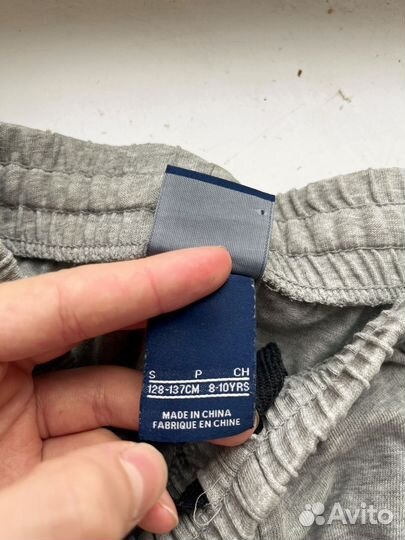 S P CH
128-137CM 8-10YRS
MADE IN CHINA
FABRIQUE EN CHINE
Avito